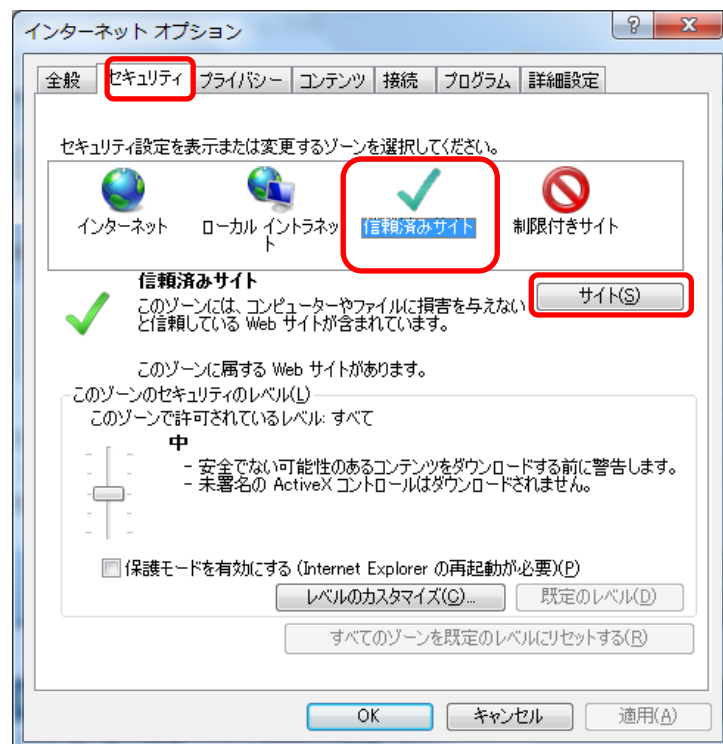 インターネット オプション
全般 セキュリティ プライバシー コンテンツ 接続 プログラム 詳細設定
セキュリティ設定を表示または変更するゾーンを選択してください。
インターネット
ローカル イントラネッ
ト
信頼済みサイト
制限付きサイト
信頼済みサイト
サイト(S)
このゾーンには、コンピューターやファイルに損害を与えない
と信頼している Web サイトが含まれています。
このゾーンに属する Web サイトがあります。
このゾーンのセキュリティのレベル(L)
このゾーンで許可されているレベル: すべて
中
- 安全でない可能性のあるコンテンツをダウンロードする前に警告します。
- 未署名の ActiveX コントロールはダウンロードされません。
保護モードを有効にする (Internet Explorer の再起動が必要)(P)
レベルのカスタマイズ(C)... 既定のレベル(D)
すべてのゾーンを既定のレベルにリセットする(R)
OK キャンセル 適用(A)